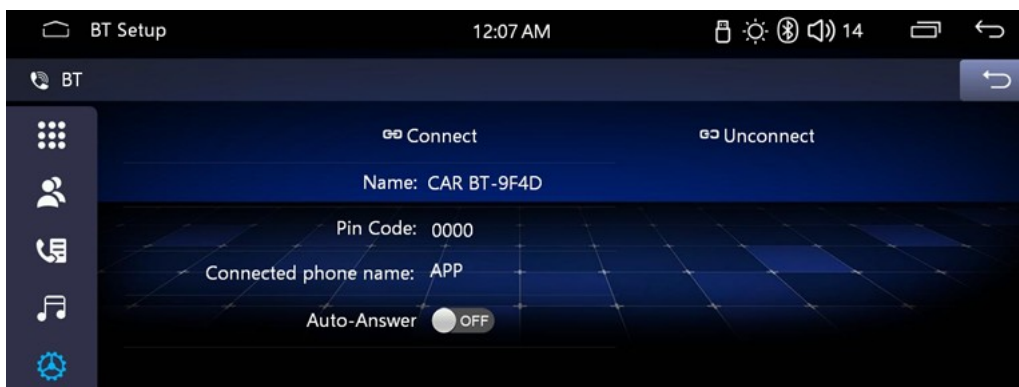 BT Setup 12:07 AM 14
BT
Connect Unconnect
Name: CAR BT-9F4D
Pin Code: 0000
Connected phone name: APP
Auto-Answer OFF